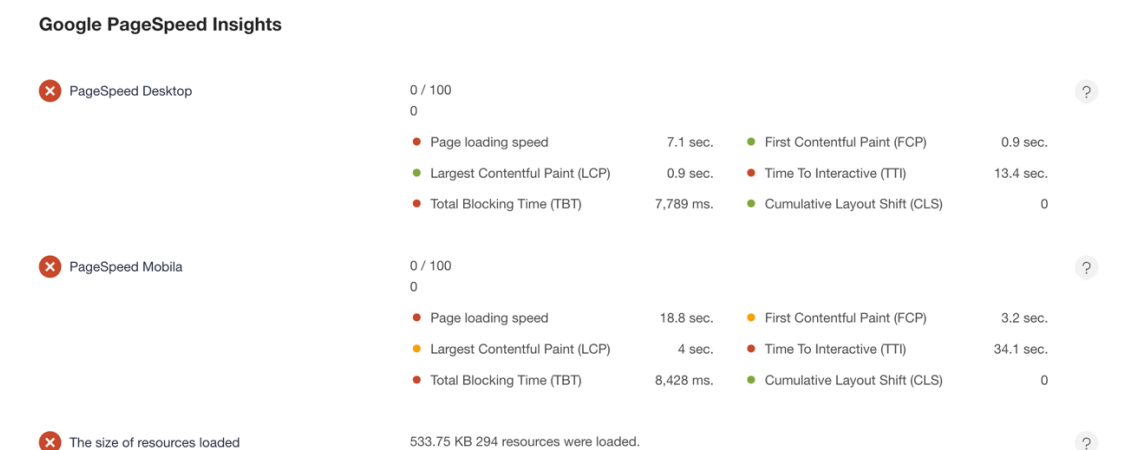 Google PageSpeed Insights
PageSpeed Desktop
0 / 100
0
Page loading speed 7.1 sec. First Contentful Paint (FCP) 0.9 sec.
Largest Contentful Paint (LCP) 0.9 sec. Time To Interactive (TTI) 13.4 sec.
Total Blocking Time (TBT) 7,789 ms. Cumulative Layout Shift (CLS) 0
?
PageSpeed Mobila
0 / 100
0
Page loading speed 18.8 sec. First Contentful Paint (FCP) 3.2 sec.
Largest Contentful Paint (LCP) 4 sec. Time To Interactive (TTI) 34.1 sec.
Total Blocking Time (TBT) 8,428 ms. Cumulative Layout Shift (CLS) 0
?
The size of resources loaded 533.75 KB 294 resources were loaded.
?